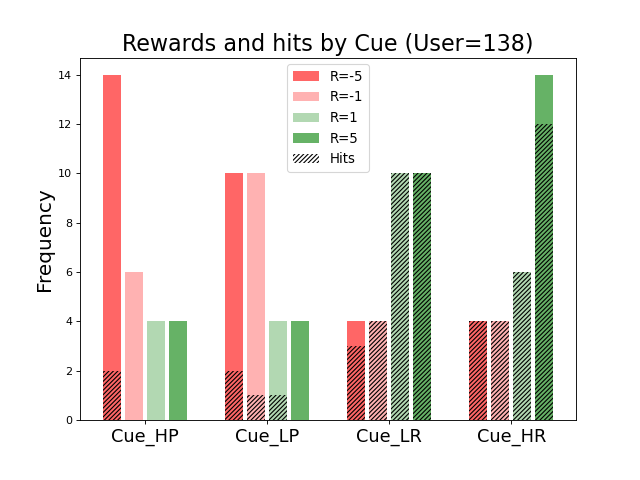 Rewards and hits by Cue (User=138)
R=-5
R=-1
R=1
R=5
Hits
Frequency
14
12
10
8
6
4
2
0
Cue_HP
Cue_LP
Cue_LR
Cue_HR